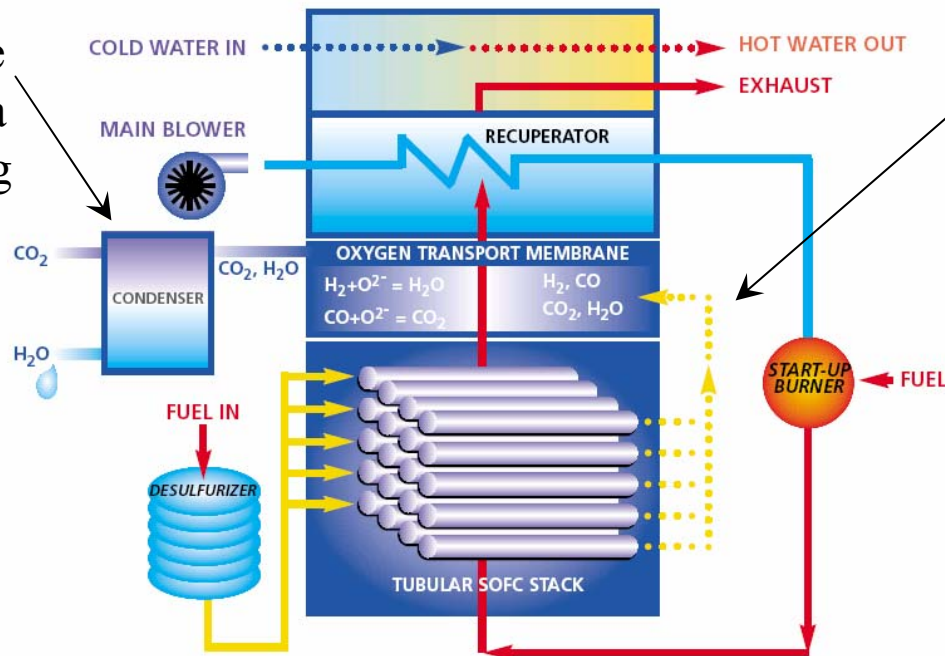 COLD WATER IN
HOT WATER OUT
e
EXHAUST
a
MAIN BLOWER
RECUPERATOR
g
CO₂
CO₂, H₂O
OXYGEN TRANSPORT MEMBRANE
CONDENSER
H₂+O²⁻ = H₂O
H₂, CO
CO+O²⁻ = CO₂
CO₂, H₂O
H₂O
START-UP
BURNER
FUEL
FUEL IN
DESULFURIZER
TUBULAR SOFC STACK